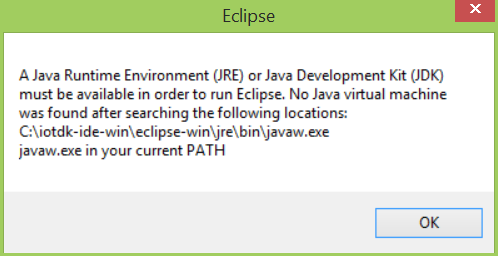 Eclipse
A Java Runtime Environment (JRE) or Java Development Kit (JDK)
must be available in order to run Eclipse. No Java virtual machine
was found after searching the following locations:
C:\iotdk-ide-win\eclipse-win\jre\bin\javaw.exe
javaw.exe in your current PATH
OK